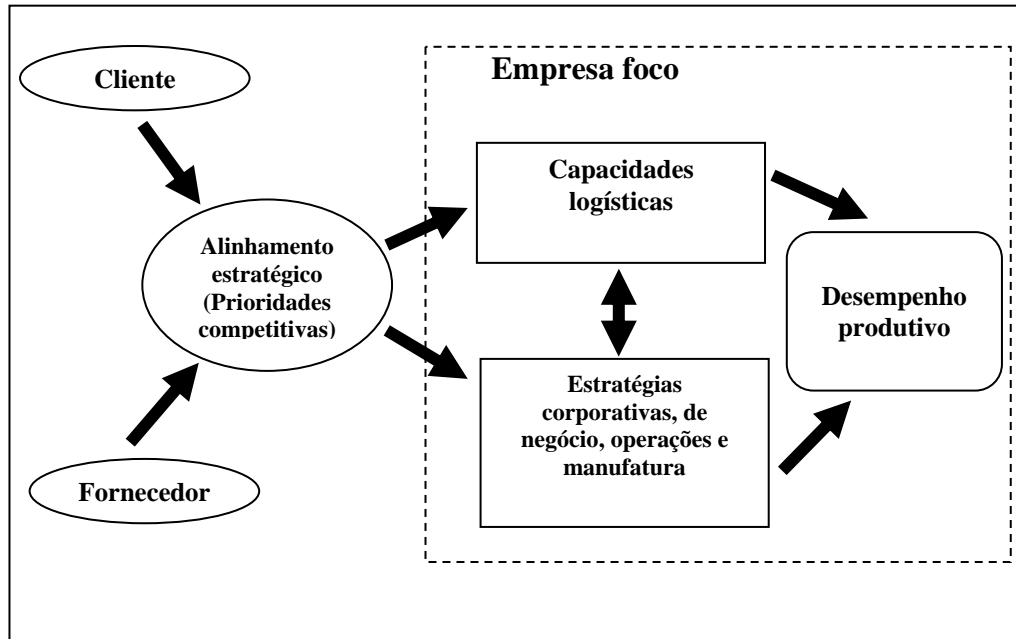 Cliente
Empresa foco
Capacidades
logísticas
Alinhamento
estratégico
(Prioridades
competitivas)
Desempenho
produtivo
Estratégias
corporativas, de
negócio, operações e
manufatura
Fornecedor